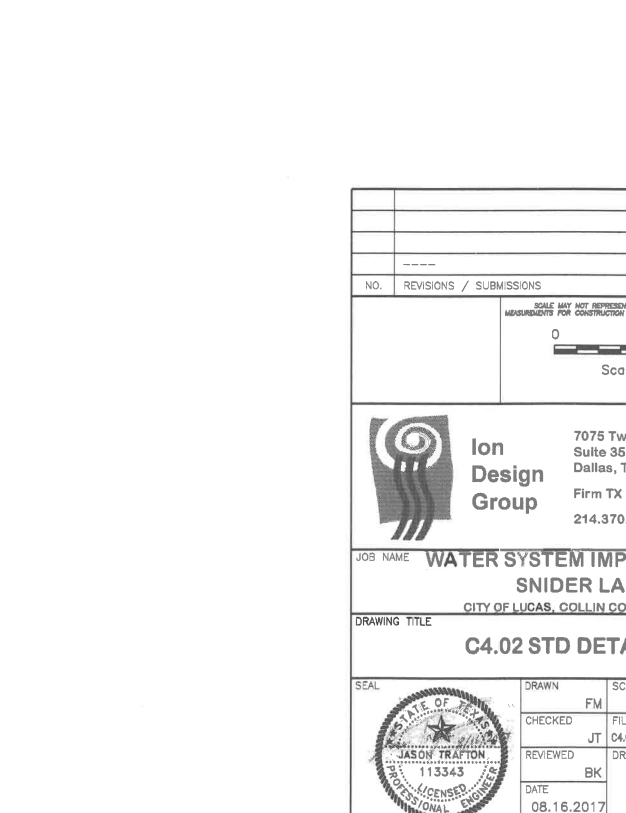 ----
NO. REVISIONS / SUBMISSIONS
SCALE MAY NOT REPRESEN
MEASUREMENTS FOR CONSTRUCTION
0
Sca
Ion
Design
Group
7075 Tw
Suite 35
Dallas, T
Firm TX
214.370.
JOB NAME
WATER SYSTEM IMP
SNIDER LA
CITY OF LUCAS, COLLIN CO
DRAWING TITLE
C4.02 STD DETA
SEAL
STATE OF TEXAS
JASON TRAFTON
113343
LICENSED
PROFESSIONAL ENGINEER
DRAWN
FM
SC
CHECKED
JT
FIL
C4.
REVIEWED
BK
DR
DATE
08.16.2017